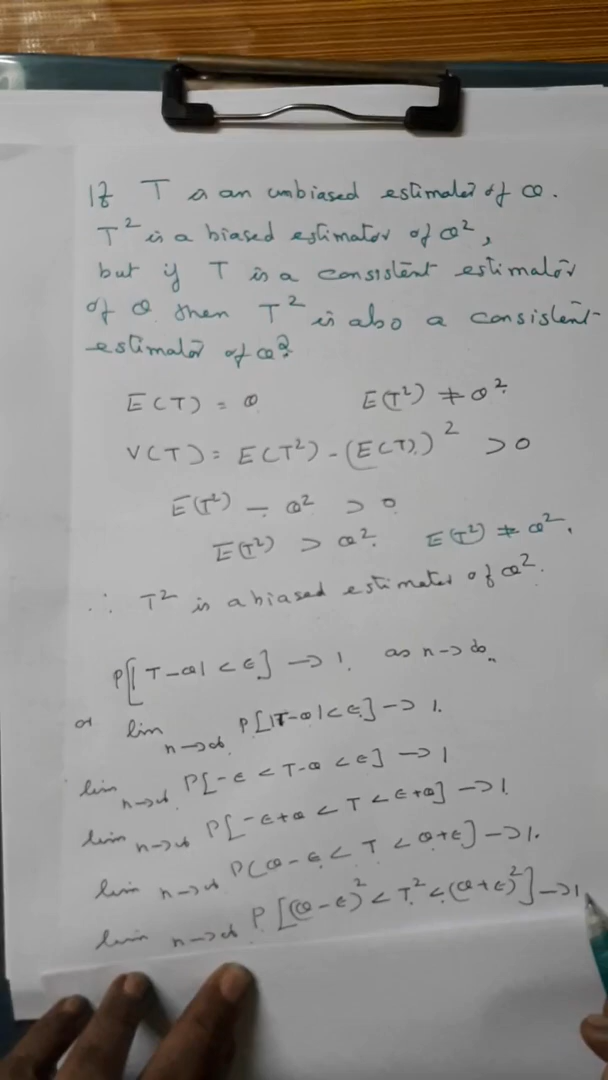 If T is an unbiased estimator of θ.
T² is a biased estimator of θ²,
but if T is a consistent estimator
of θ then T² is also a consistent
estimator of θ².
E(T) = θ E(T²) ≠ θ²
V(T) = E(T²) - (E(T))² > 0
E(T²) - θ² > 0
E(T²) > θ². E(T²) ≠ θ².
∴ T² is a biased estimator of θ².
P[|T-θ| < ε] → 1. as n → ∞
or lim n→∞ P[|T-θ| < ε] → 1.
lim n→∞ P[-ε < T-θ < ε] → 1
lim n→∞ P[-ε+θ < T < ε+θ] → 1.
lim n→∞ P(θ-ε < T < θ+ε] → 1.
lim n→∞ P[(θ-ε)² < T² < (θ+ε)²] → 1